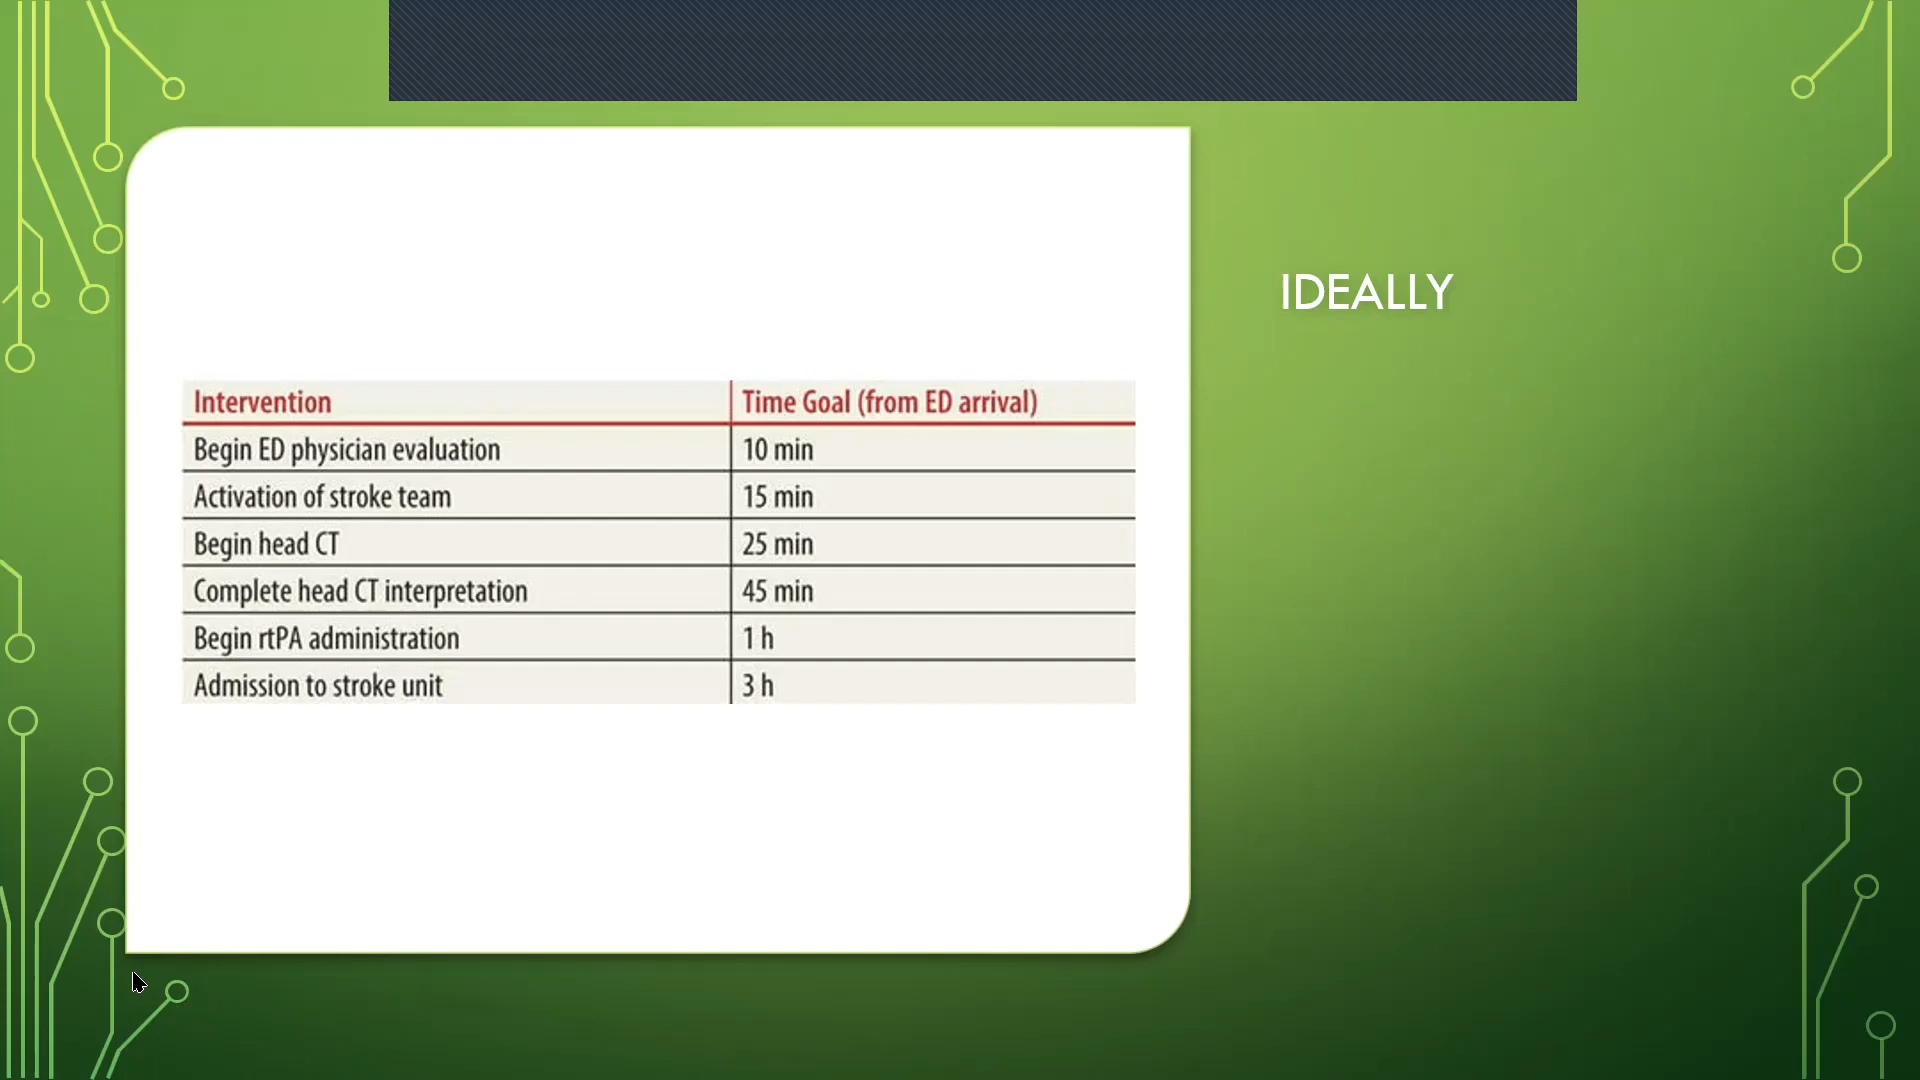 IDEALLY
Intervention Time Goal (from ED arrival)
Begin ED physician evaluation 10 min
Activation of stroke team 15 min
Begin head CT 25 min
Complete head CT interpretation 45 min
Begin rtPA administration 1 h
Admission to stroke unit 3 h